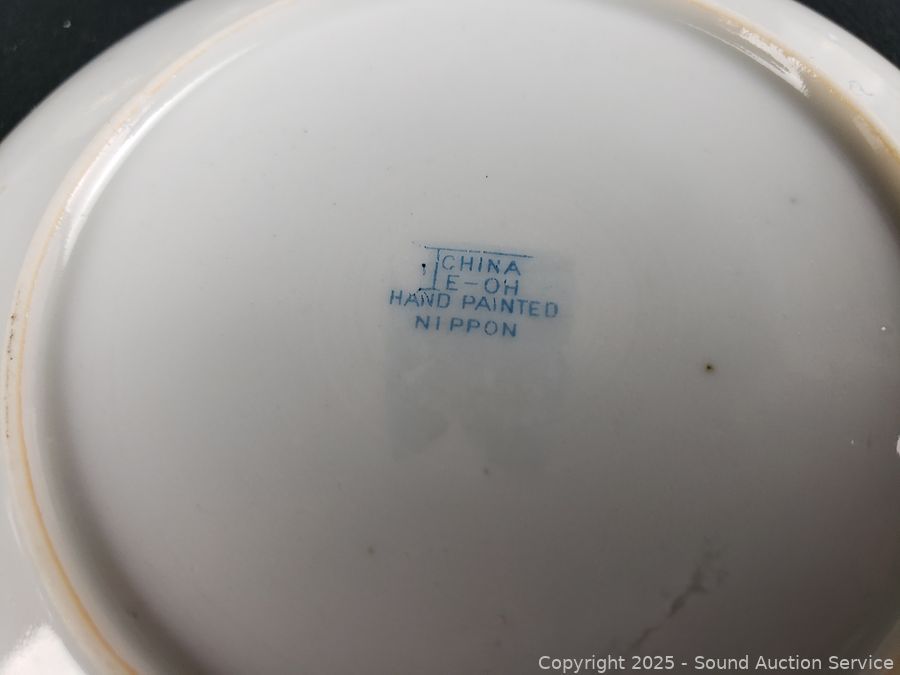 CHINA
E-OH
HAND PAINTED
NIPPON
Copyright © 2025 - Sound Auction Service